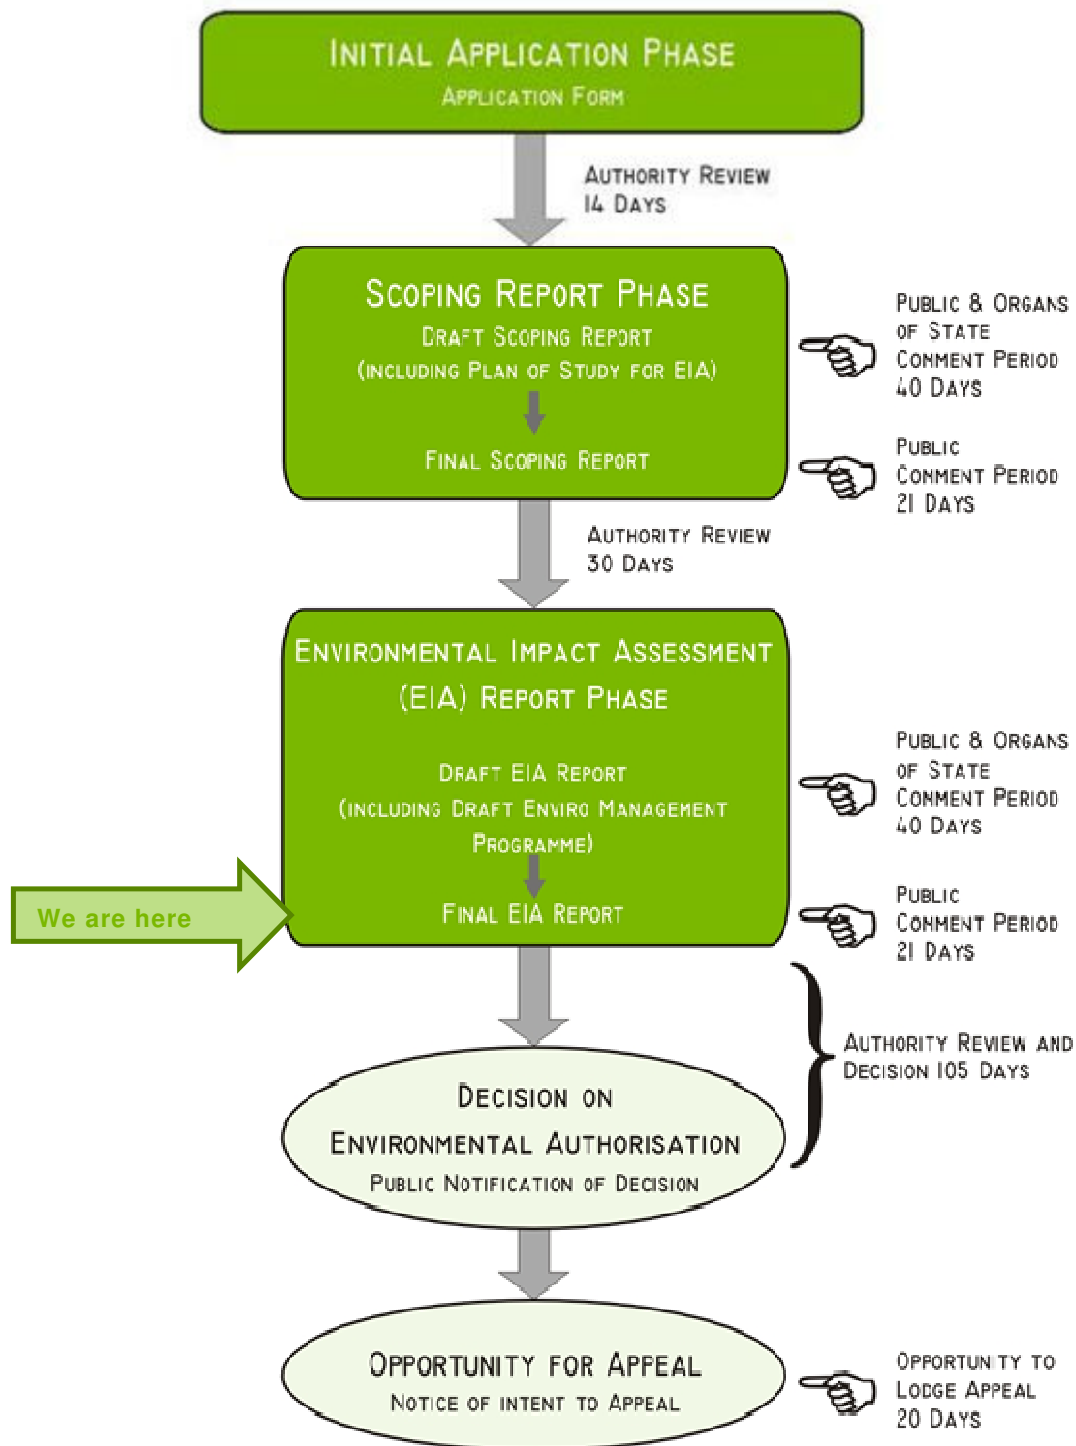 INITIAL APPLICATION PHASE
APPLICATION FORM
AUTHORITY REVIEW
14 DAYS
SCOPING REPORT PHASE
DRAFT SCOPING REPORT
(INCLUDING PLAN OF STUDY FOR EIA)
FINAL SCOPING REPORT
PUBLIC & ORGANS
OF STATE
COMMENT PERIOD
40 DAYS
PUBLIC
COMMENT PERIOD
21 DAYS
AUTHORITY REVIEW
30 DAYS
ENVIRONMENTAL IMPACT ASSESSMENT
(EIA) REPORT PHASE
DRAFT EIA REPORT
(INCLUDING DRAFT ENVIRO MANAGEMENT
PROGRAMME)
FINAL EIA REPORT
PUBLIC & ORGANS
OF STATE
COMMENT PERIOD
40 DAYS
We are here
PUBLIC
COMMENT PERIOD
21 DAYS
AUTHORITY REVIEW AND
DECISION 105 DAYS
DECISION ON
ENVIRONMENTAL AUTHORISATION
PUBLIC NOTIFICATION OF DECISION
OPPORTUNITY FOR APPEAL
NOTICE OF INTENT TO APPEAL
OPPORTUNITY TO
LODGE APPEAL
20 DAYS